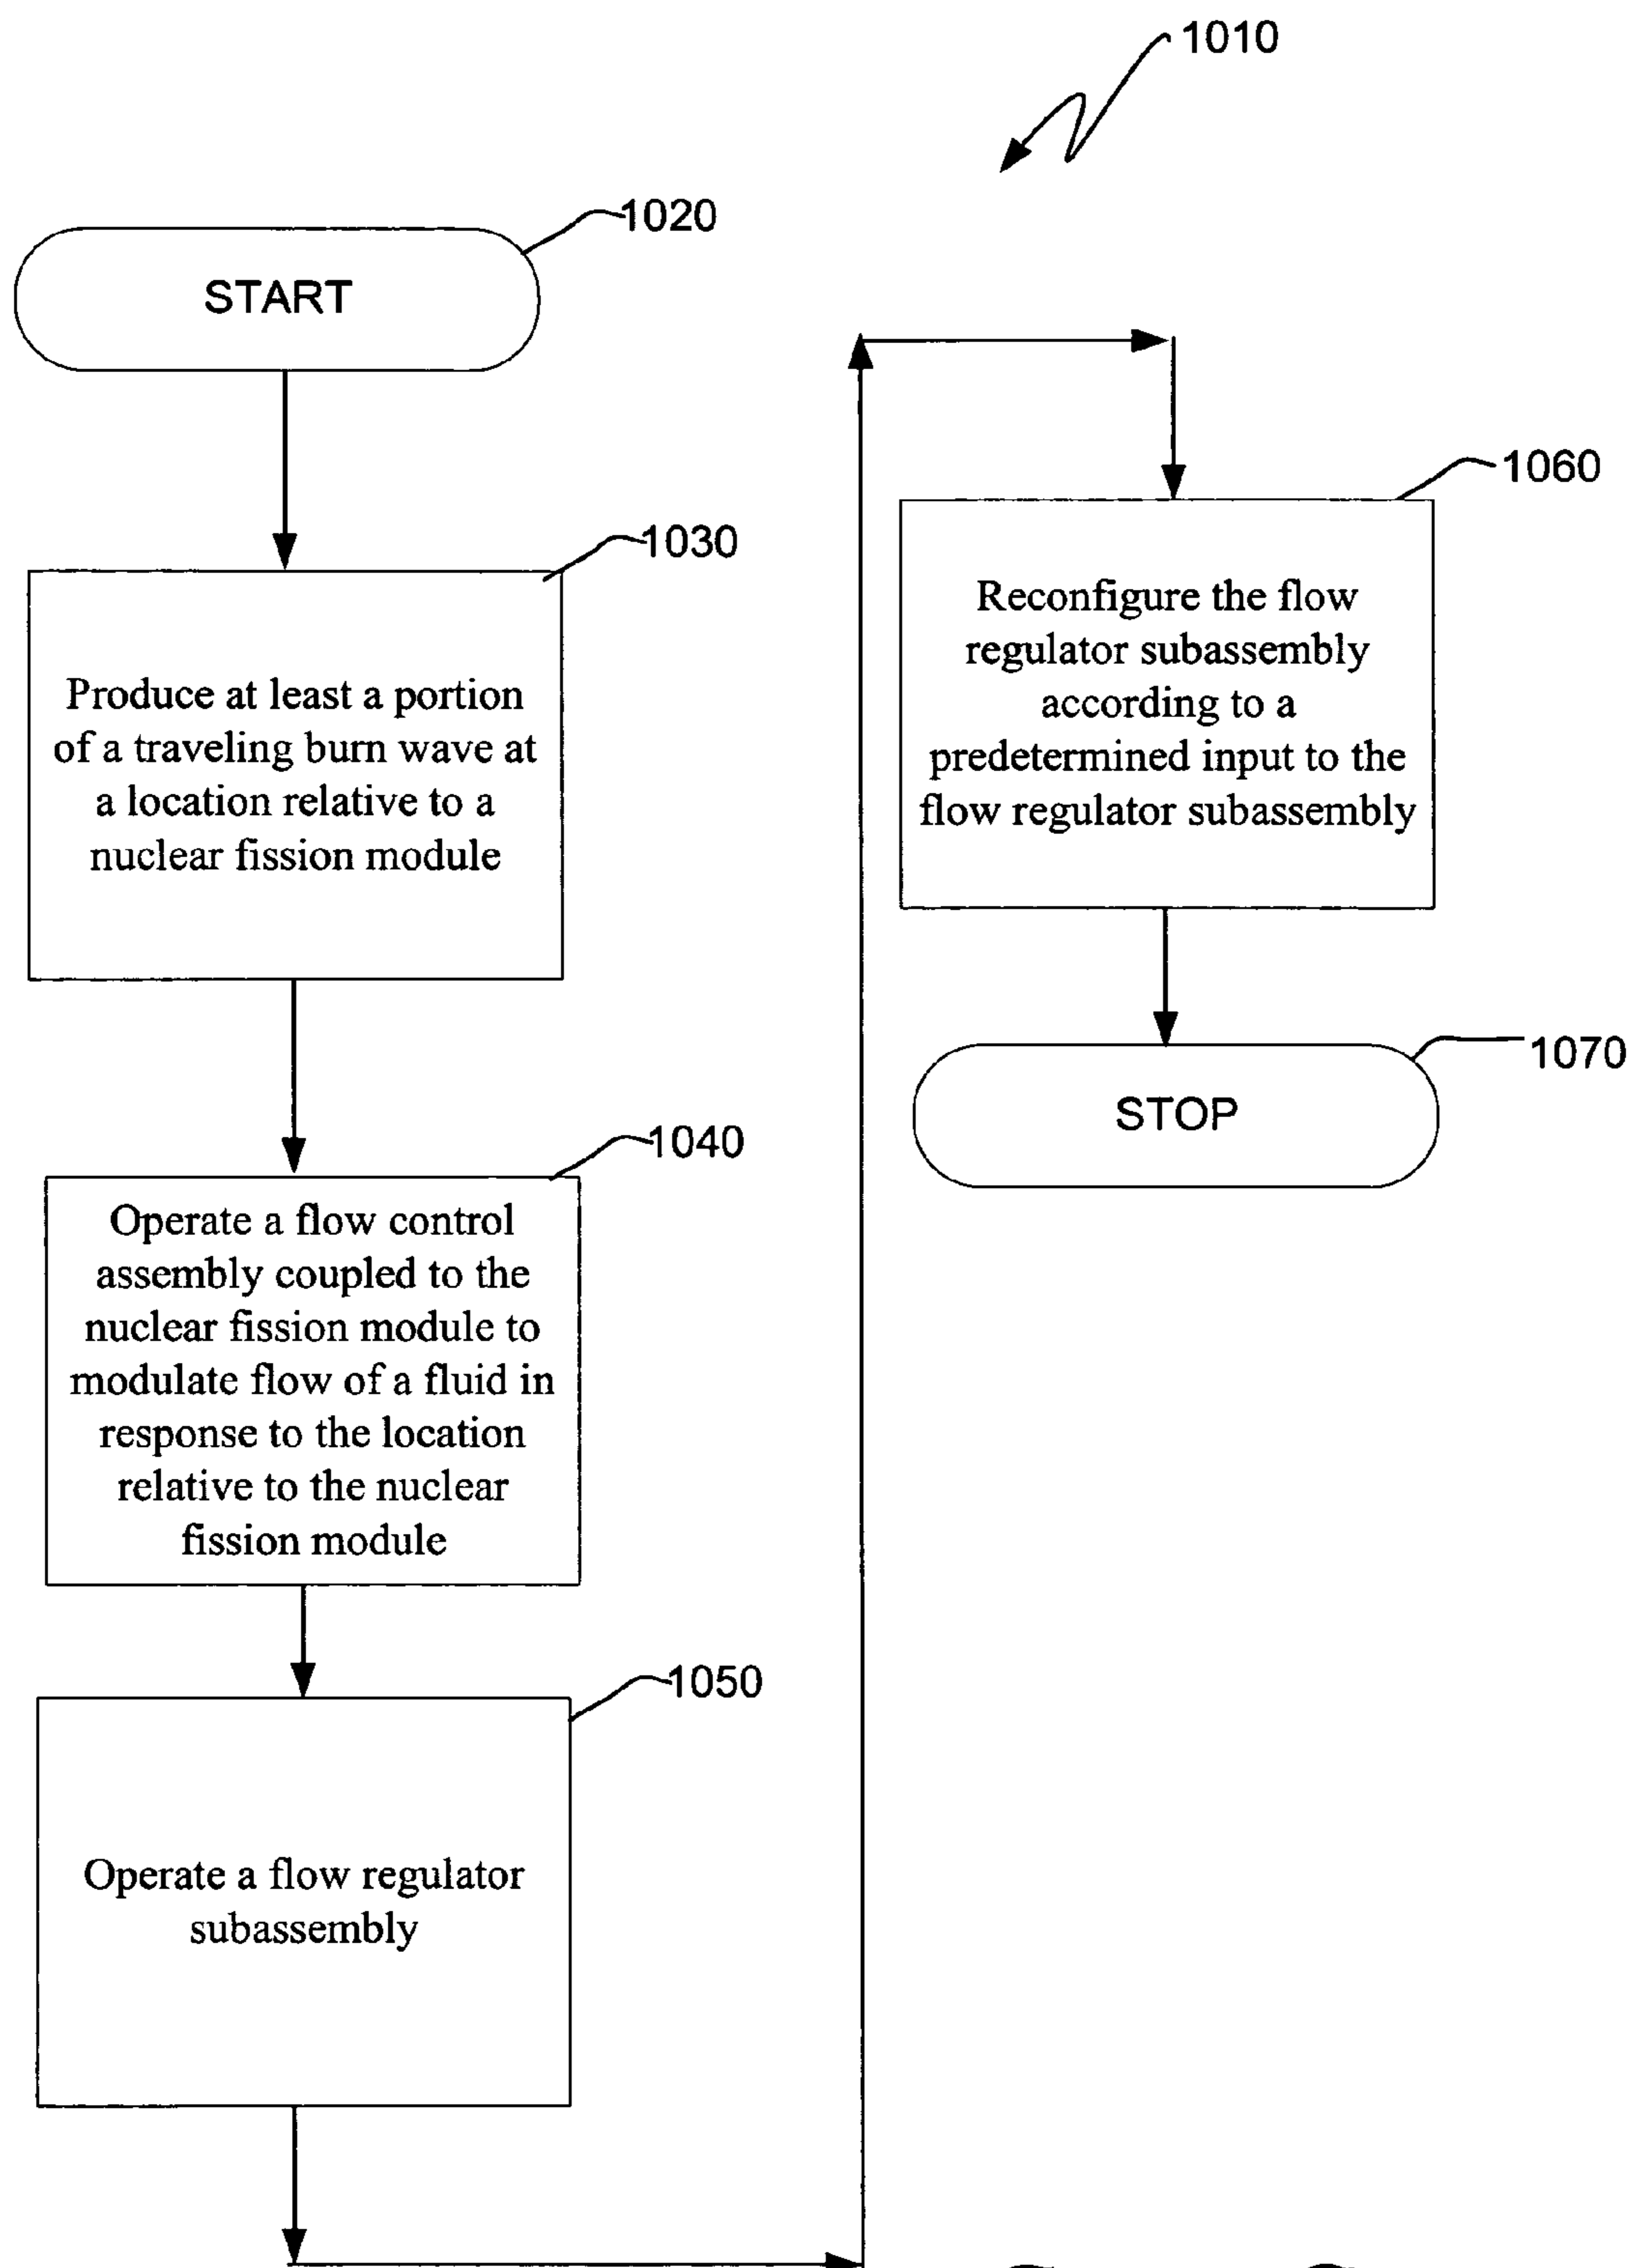 1010
1020
START
1030
Produce at least a portion
of a traveling burn wave at
a location relative to a
nuclear fission module
1040
Operate a flow control
assembly coupled to the
nuclear fission module to
modulate flow of a fluid in
response to the location
relative to the nuclear
fission module
1050
Operate a flow regulator
subassembly
1060
Reconfigure the flow
regulator subassembly
according to a
predetermined input to the
flow regulator subassembly
1070
STOP